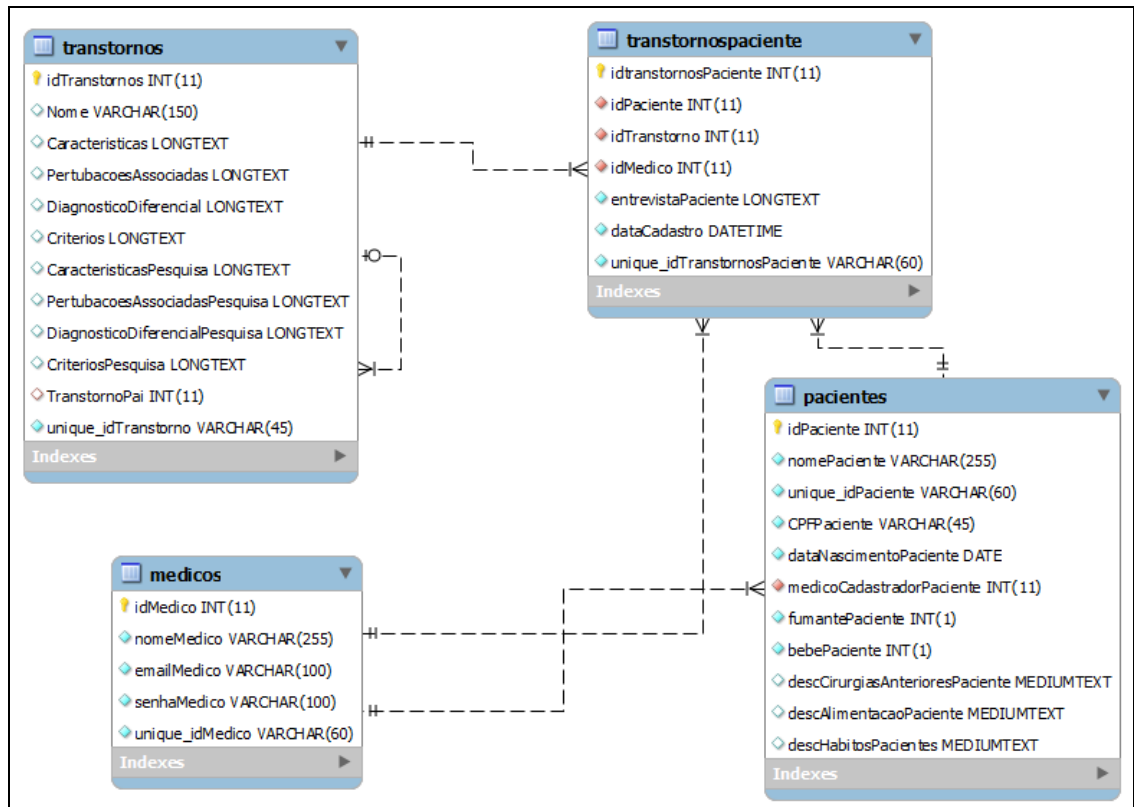 transtornos
idTranstornos INT(11)
Nome VARCHAR(150)
Caracteristicas LONGTEXT
PertubacoesAssociadas LONGTEXT
DiagnosticoDiferencial LONGTEXT
Criterios LONGTEXT
CaracteristicasPesquisa LONGTEXT
PertubacoesAssociadasPesquisa LONGTEXT
DiagnosticoDiferencialPesquisa LONGTEXT
CriteriosPesquisa LONGTEXT
TranstornoPai INT(11)
unique_idTranstorno VARCHAR(45)
Indexes
transtornospaciente
idtranstornosPaciente INT(11)
idPaciente INT(11)
idTranstorno INT(11)
idMedico INT(11)
entrevistaPaciente LONGTEXT
dataCadastro DATETIME
unique_idTranstornosPaciente VARCHAR(60)
Indexes
medicos
idMedico INT(11)
nomeMedico VARCHAR(255)
emailMedico VARCHAR(100)
senhaMedico VARCHAR(100)
unique_idMedico VARCHAR(60)
Indexes
pacientes
idPaciente INT(11)
nomePaciente VARCHAR(255)
unique_idPaciente VARCHAR(60)
CPFPaciente VARCHAR(45)
dataNascimentoPaciente DATE
medicoCadastradorPaciente INT(11)
fumantePaciente INT(1)
bebePaciente INT(1)
descCirurgiasAnterioresPaciente MEDIUMTEXT
descAlimentacaoPaciente MEDIUMTEXT
descHabitosPacientes MEDIUMTEXT
Indexes